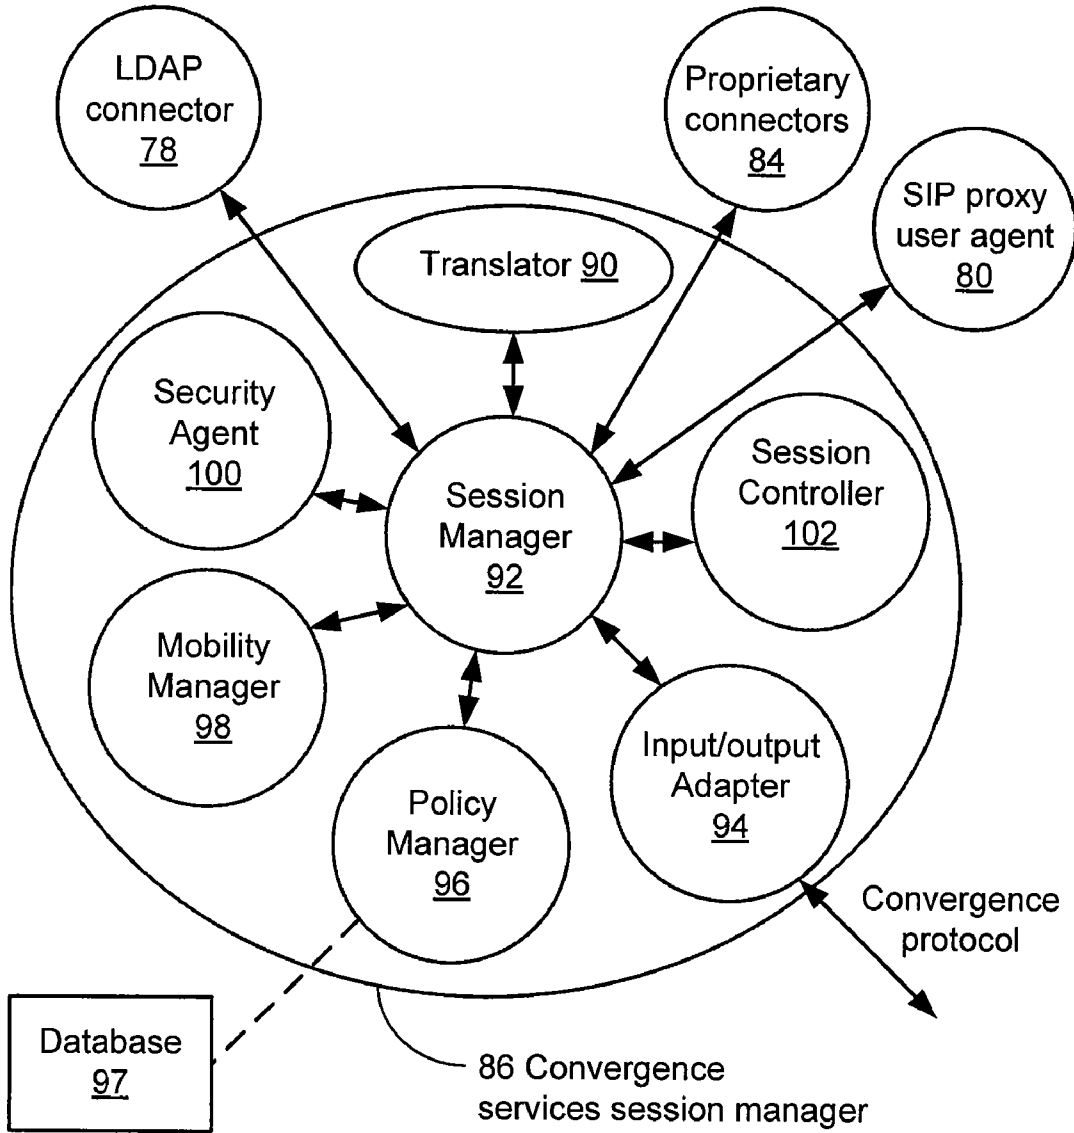 LDAP
connector
78
Proprietary
connectors
84
SIP proxy
user agent
80
Translator 90
Security
Agent
100
Session
Manager
92
Session
Controller
102
Mobility
Manager
98
Input/output
Adapter
94
Policy
Manager
96
Convergence
protocol
Database
97
86 Convergence
services session manager